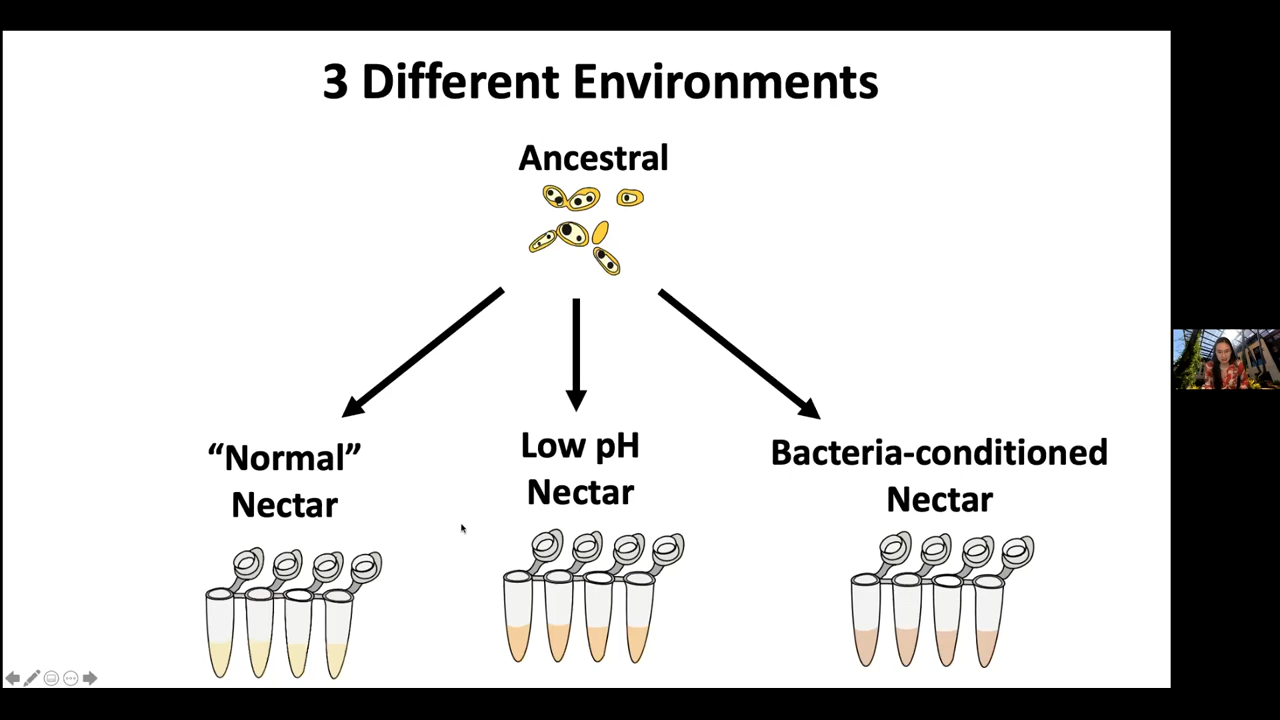 3 Different Environments
Ancestral
“Normal”
Nectar
Low pH
Nectar
Bacteria-conditioned
Nectar